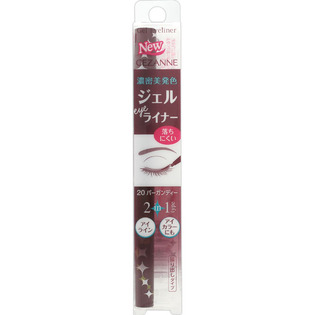 Gel Eyeliner
New
CEZANNE
濃密美発色
ジェル
eye
ライナー
落ち
にくい
20 バーガンディー
2-in-1
style
アイ
ライン
アイ
カラー
にも